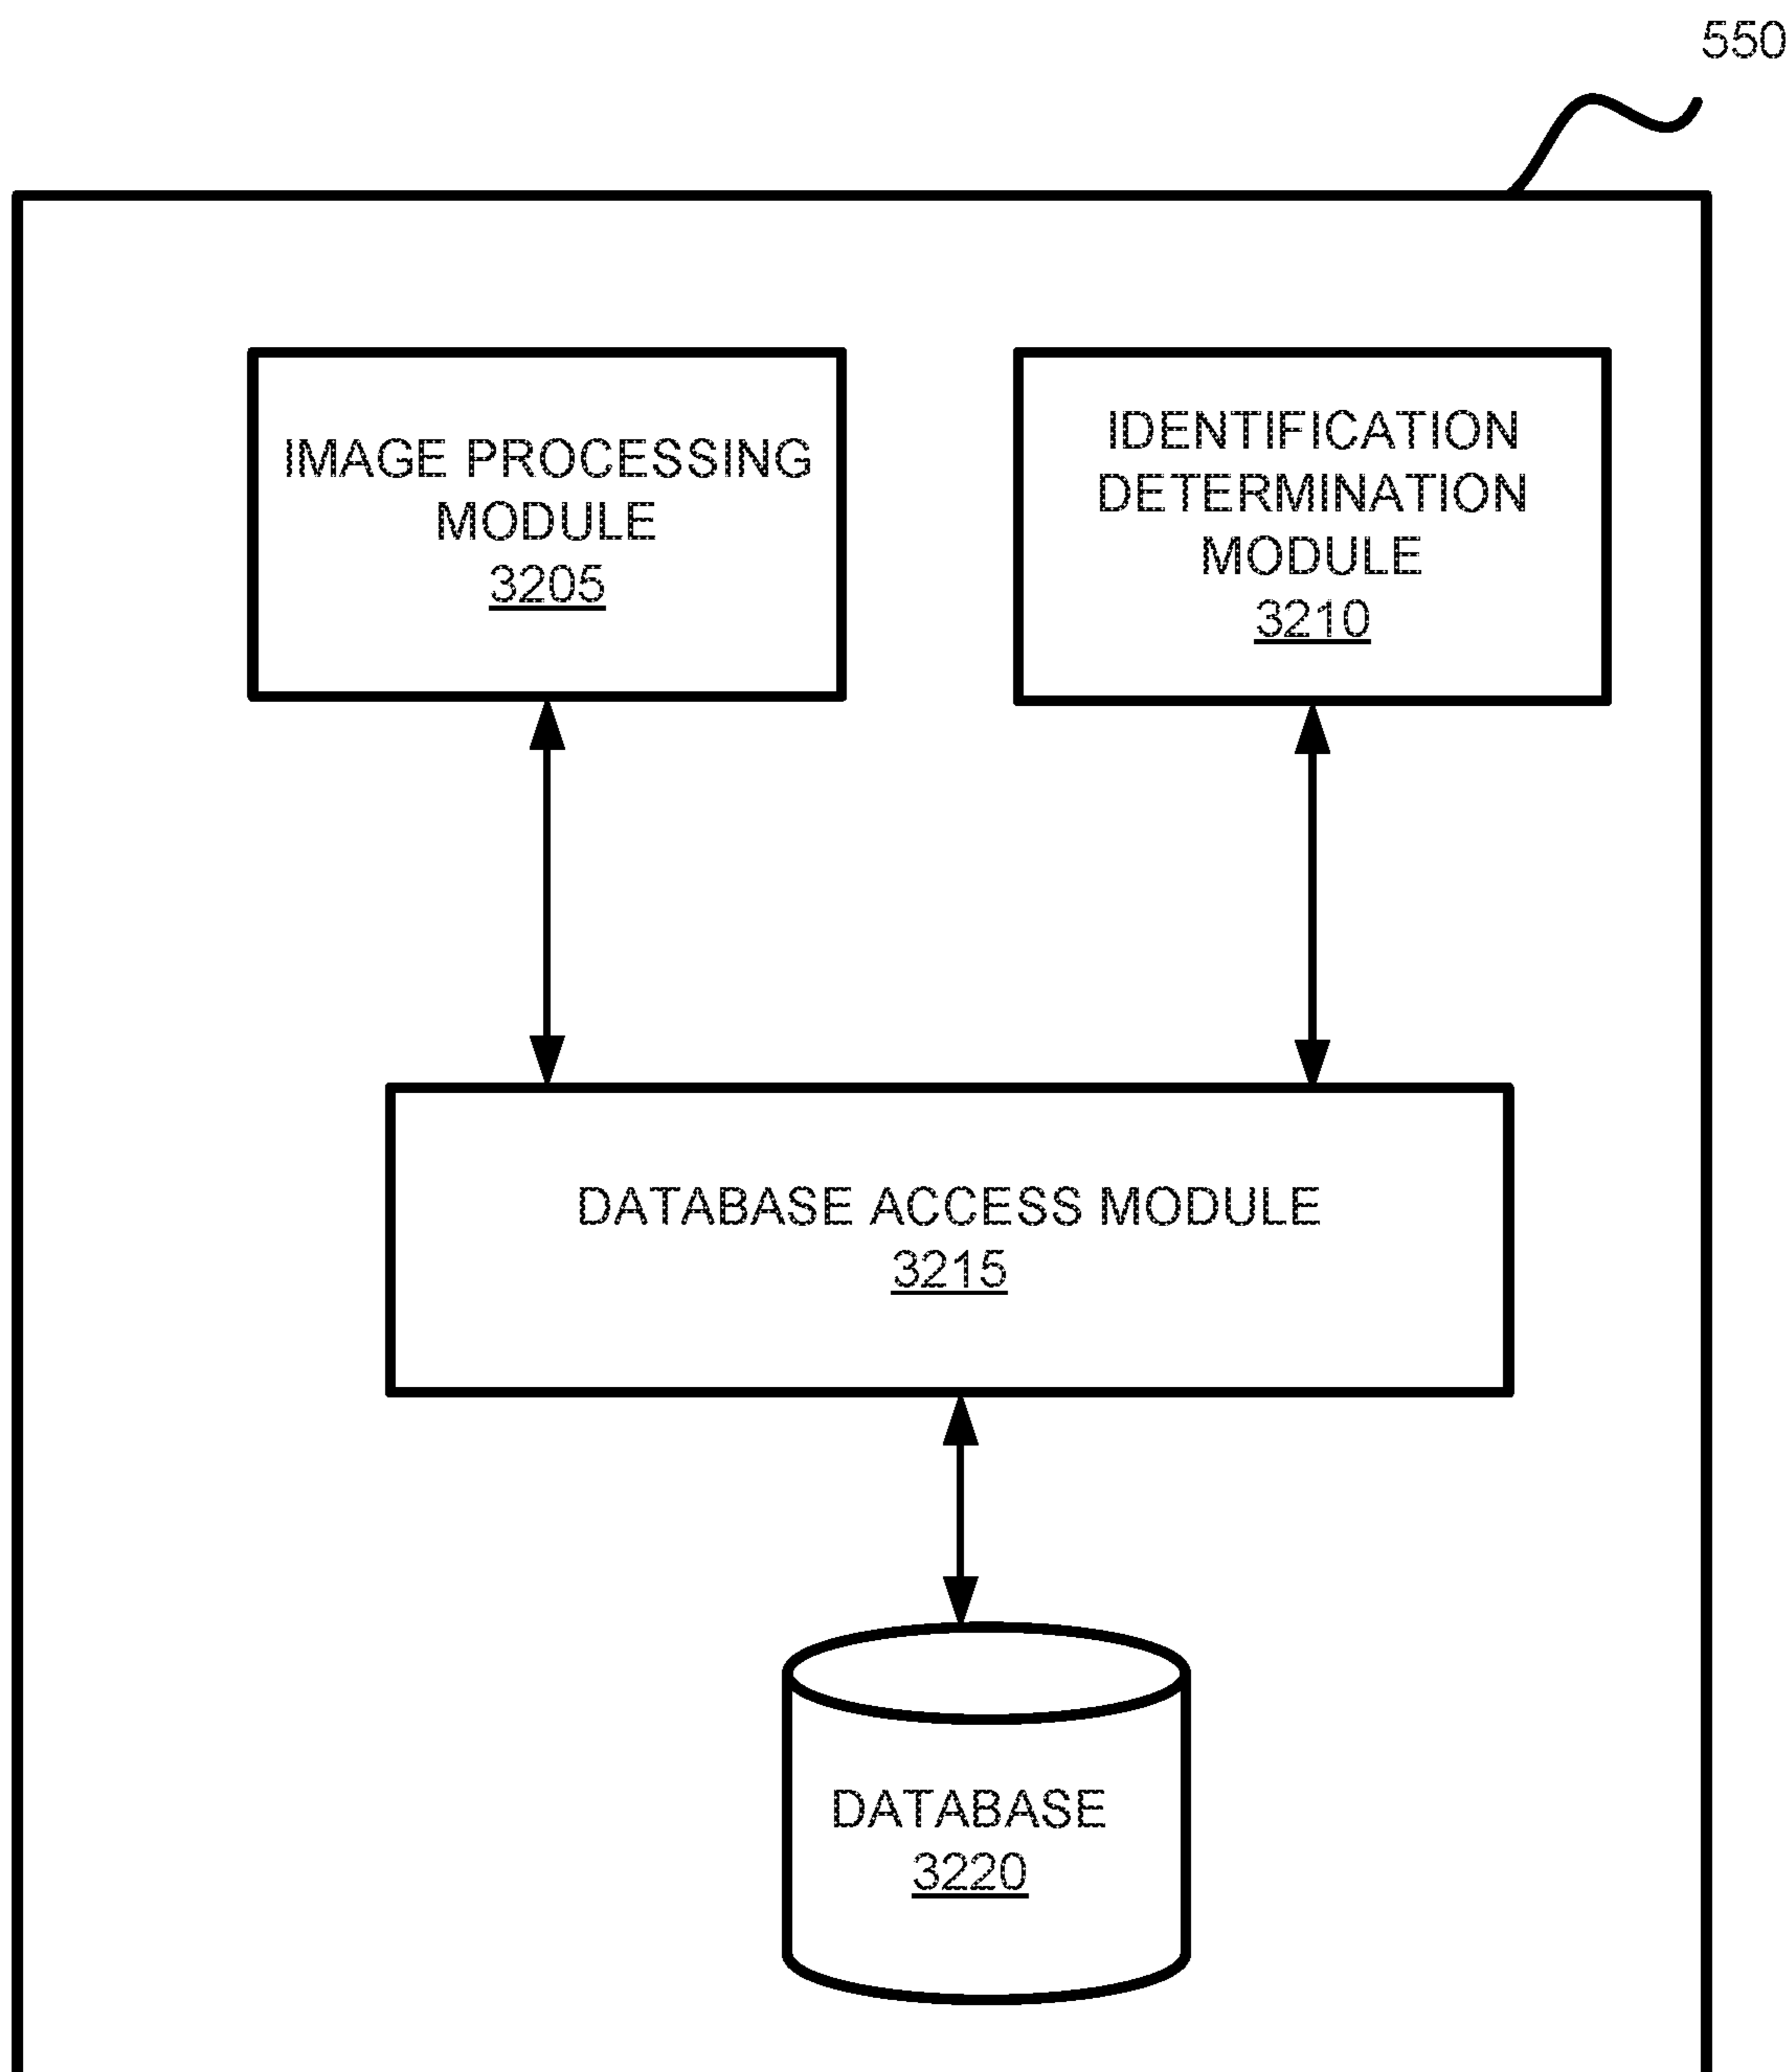 550
IMAGE PROCESSING
MODULE
3205
IDENTIFICATION
DETERMINATION
MODULE
3210
DATABASE ACCESS MODULE
3215
DATABASE
3220